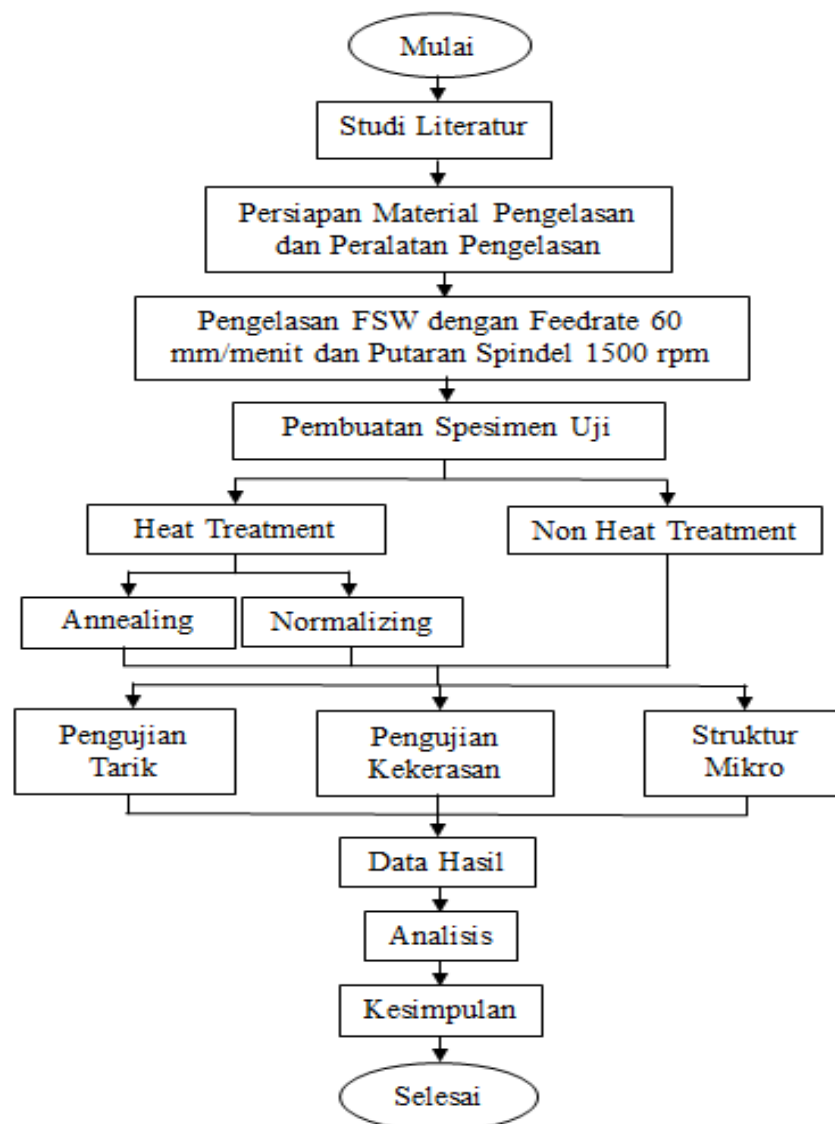 Mulai
Studi Literatur
Persiapan Material Pengelasan
dan Peralatan Pengelasan
Pengelasan FSW dengan Feedrate 60
mm/menit dan Putaran Spindel 1500 rpm
Pembuatan Spesimen Uji
Heat Treatment
Non Heat Treatment
Annealing
Normalizing
Pengujian
Tarik
Pengujian
Kekerasan
Struktur
Mikro
Data Hasil
Analisis
Kesimpulan
Selesai